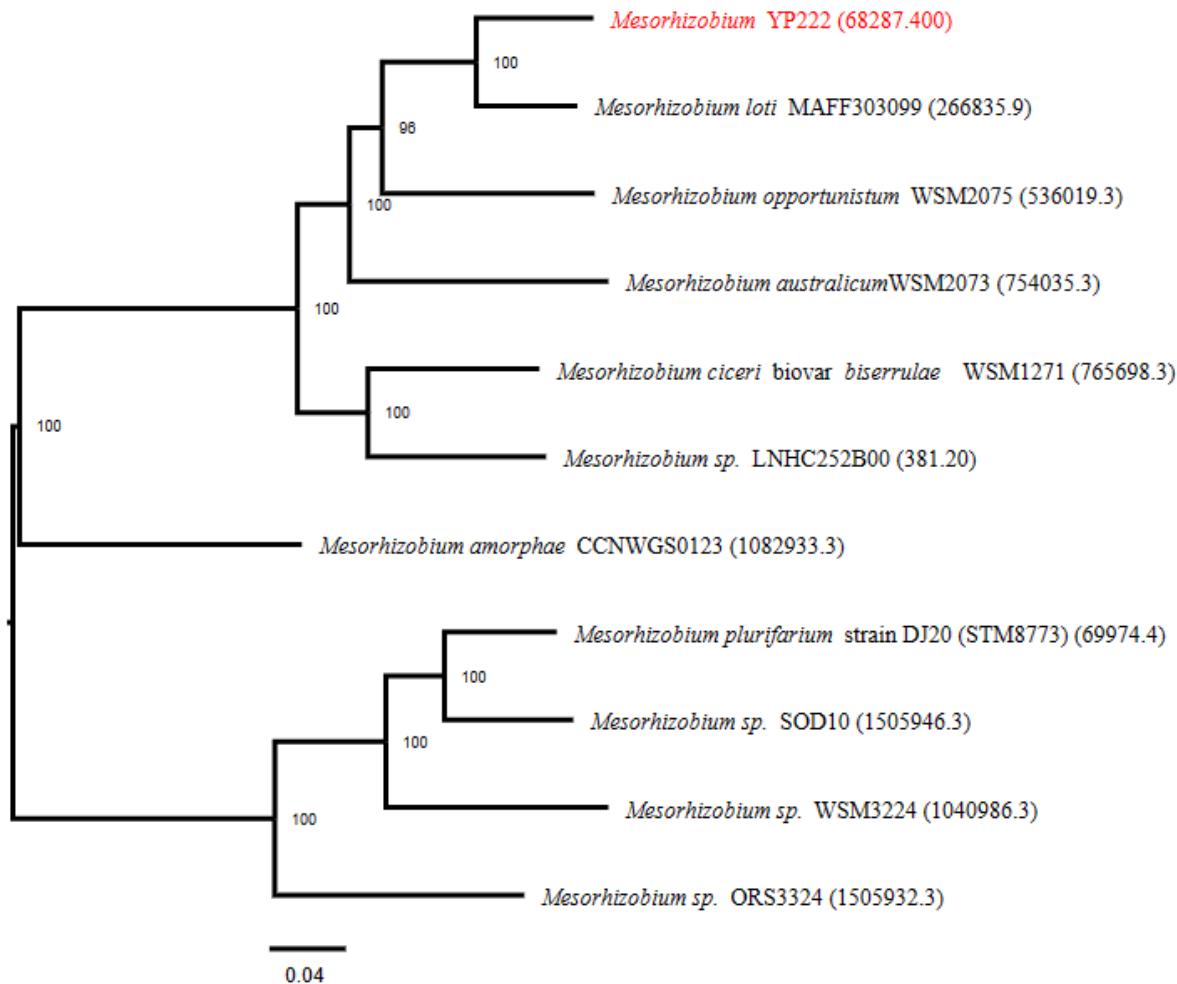 Mesorhizobium YP222 (68287.400)
100
Mesorhizobium loti MAFF303099 (266835.9)
96
Mesorhizobium opportunistum WSM2075 (536019.3)
100
Mesorhizobium australicumWSM2073 (754035.3)
100
Mesorhizobium ciceri biovar biserrulae WSM1271 (765698.3)
100
Mesorhizobium sp. LNHC252B00 (381.20)
100
Mesorhizobium amorphae CCNWGS0123 (1082933.3)
Mesorhizobium plurifarium strain DJ20 (STM8773) (69974.4)
100
Mesorhizobium sp. SOD10 (1505946.3)
100
Mesorhizobium sp. WSM3224 (1040986.3)
100
Mesorhizobium sp. ORS3324 (1505932.3)
0.04